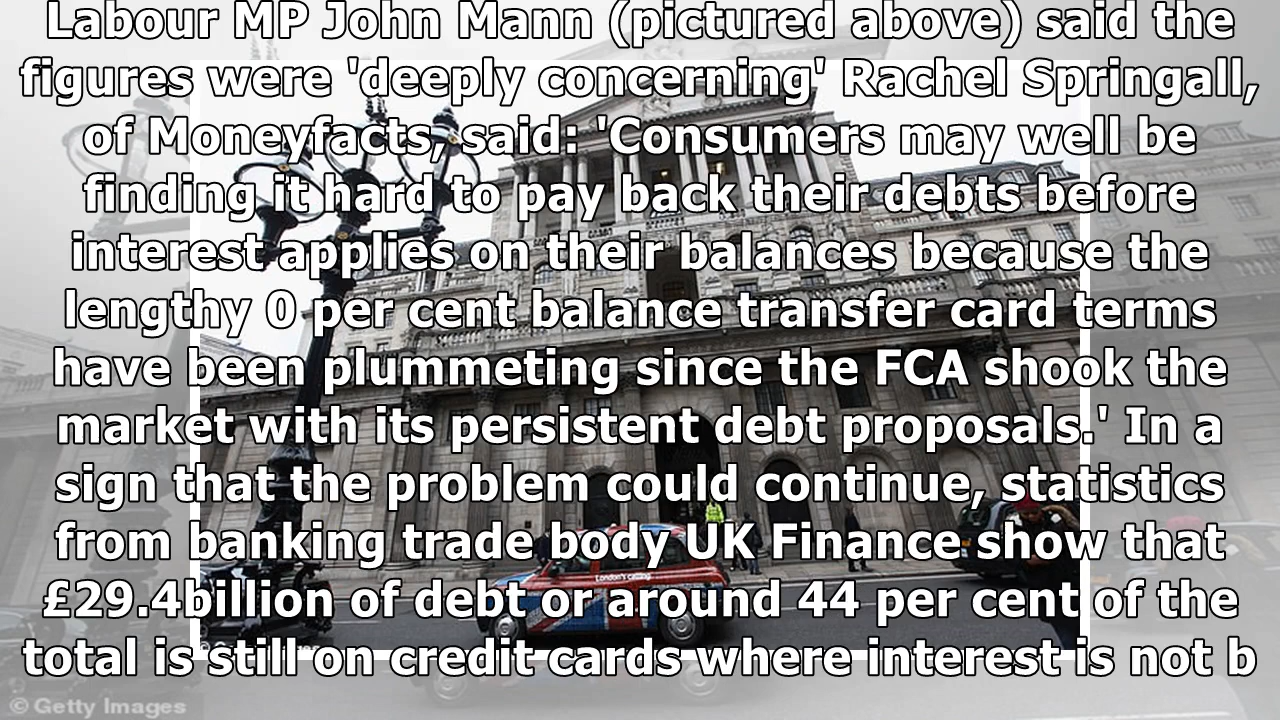 Labour MP John Mann (pictured above) said the
figures were 'deeply concerning' Rachel Springall,
of Moneyfacts, said: 'Consumers may well be
finding it hard to pay back their debts before
interest applies on their balances because the
lengthy 0 per cent balance transfer card terms
have been plummeting since the FCA shook the
market with its persistent debt proposals.' In a
sign that the problem could continue, statistics
from banking trade body UK Finance show that
London's calling
£29.4billion of debt or around 44 per cent of the
total is still on credit cards where interest is not b
© Getty Images